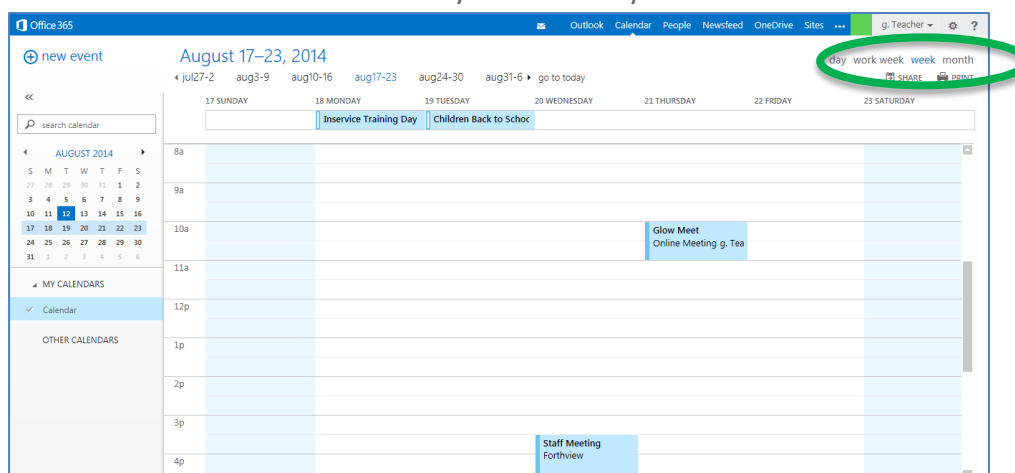 Office 365 Outlook Calendar People Newsfeed OneDrive Sites ••• g. Teacher ?
new event
August 17–23, 2014
day work week week month
jul27-2 aug3-9 aug10-16 aug17-23 aug24-30 aug31-6 go to today
SHARE PRINT
«
search calendar
17 SUNDAY 18 MONDAY 19 TUESDAY 20 WEDNESDAY 21 THURSDAY 22 FRIDAY 23 SATURDAY
Inservice Training Day Children Back to Schoc
AUGUST 2014
S M T W T F S
27 28 29 30 31 1 2
3 4 5 6 7 8 9
10 11 12 13 14 15 16
17 18 19 20 21 22 23
24 25 26 27 28 29 30
31 1 2 3 4 5 6
MY CALENDARS
Calendar
OTHER CALENDARS
8a
9a
10a
Glow Meet
Online Meeting g. Tea
11a
12p
1p
2p
3p
Staff Meeting
Forthview
4p